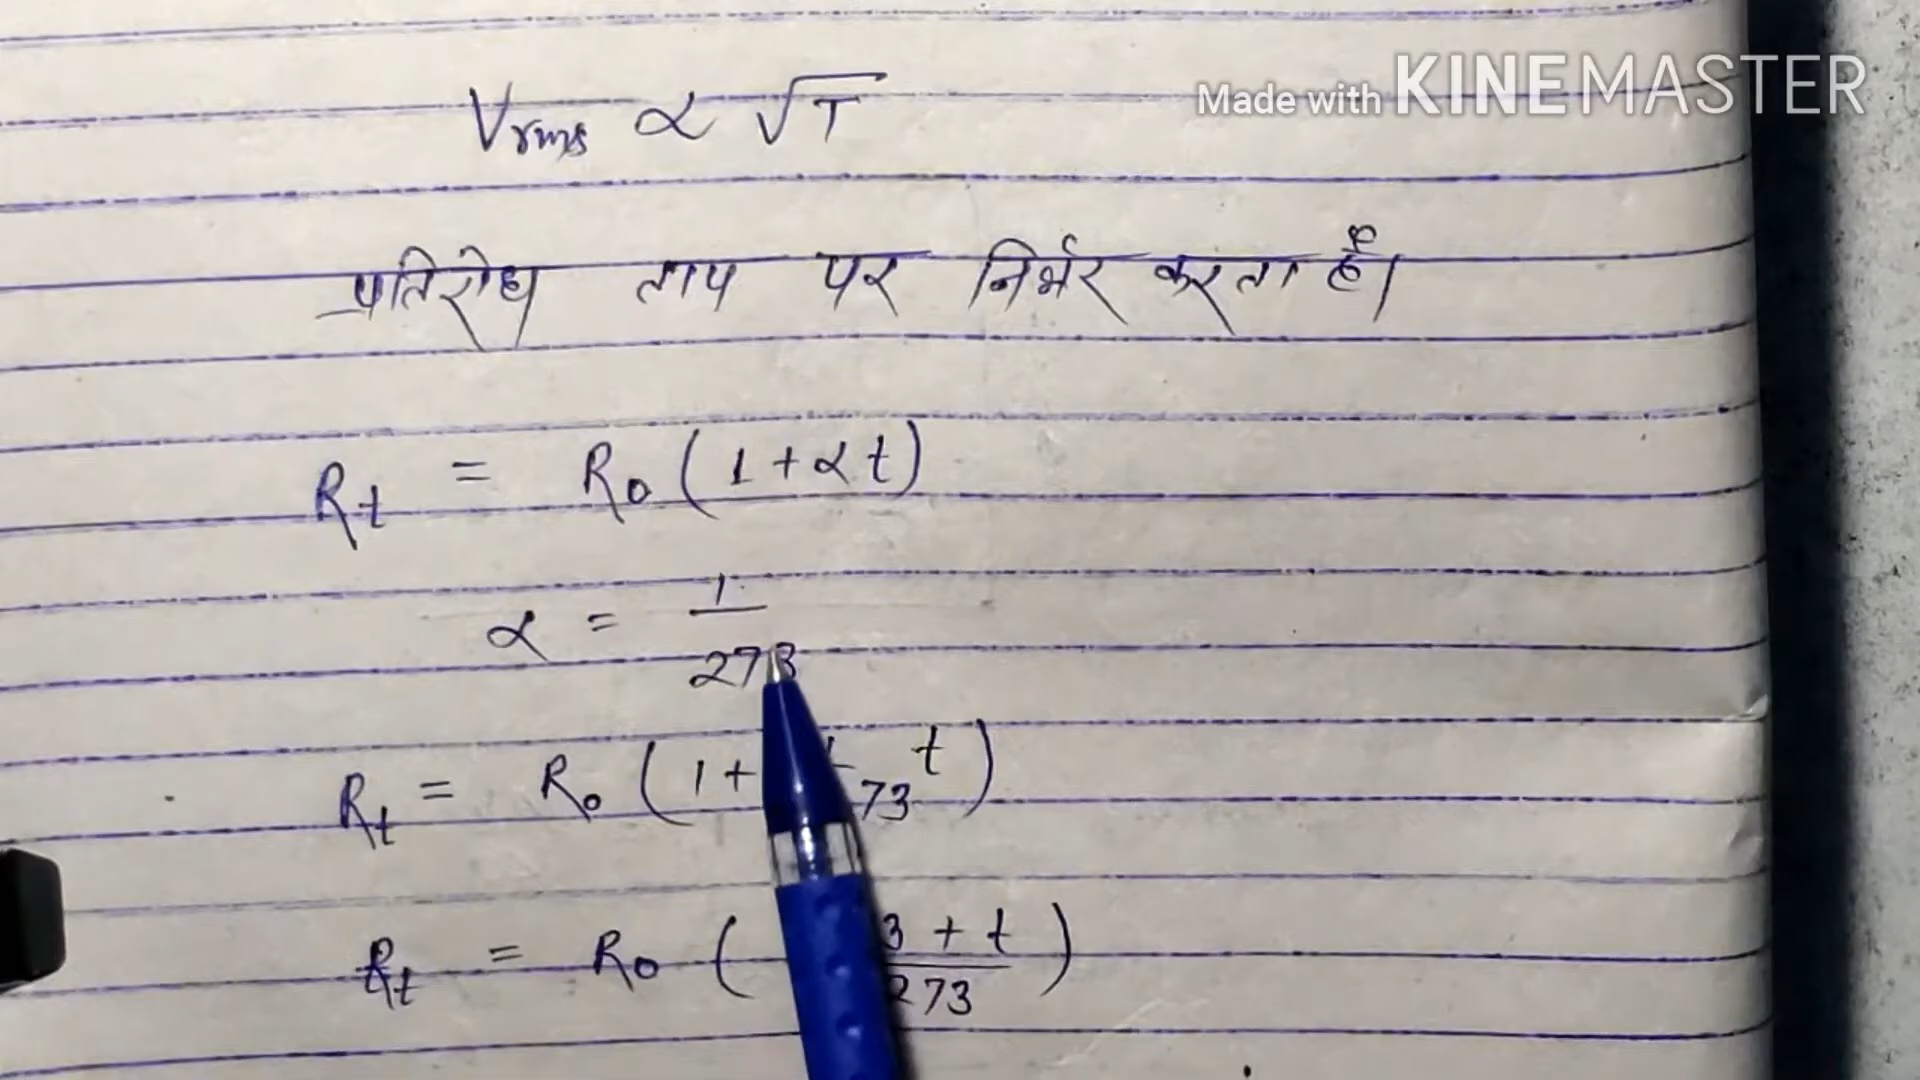 Made with KINEMASTER
Vrms ∝ √T
प्रतिरोध ताप पर निर्भर करता है।
Rt = R0 (1 + αt)
α = 1/273
Rt = R0 (1 + 73 t)
Rt = R0 ( 3 + t / 273 )